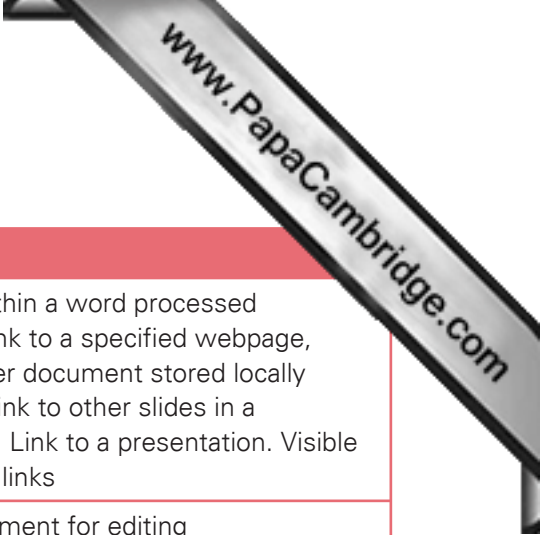 www.PapaCambridge.com
thin a word processed
nk to a specified webpage,
er document stored locally
ink to other slides in a
Link to a presentation. Visible
links
ment for editing